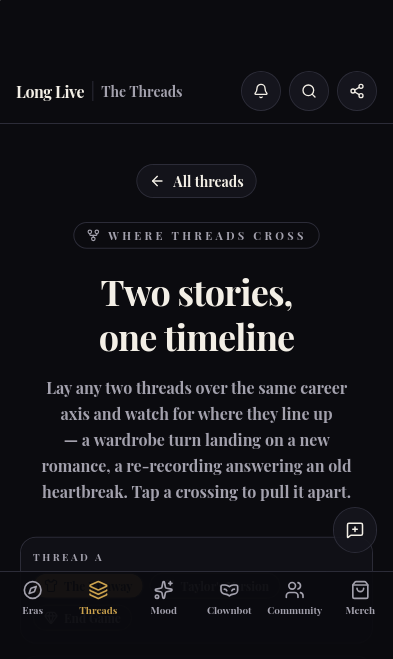 Long Live
The Threads
All threads
WHERE THREADS CROSS
Two stories,
one timeline
Lay any two threads over the same career
axis and watch for where they line up
— a wardrobe turn landing on a new
romance, a re-recording answering an old
heartbreak. Tap a crossing to pull it apart.
THREAD A
Eras
Threads
Mood
Clownbot
Community
Merch